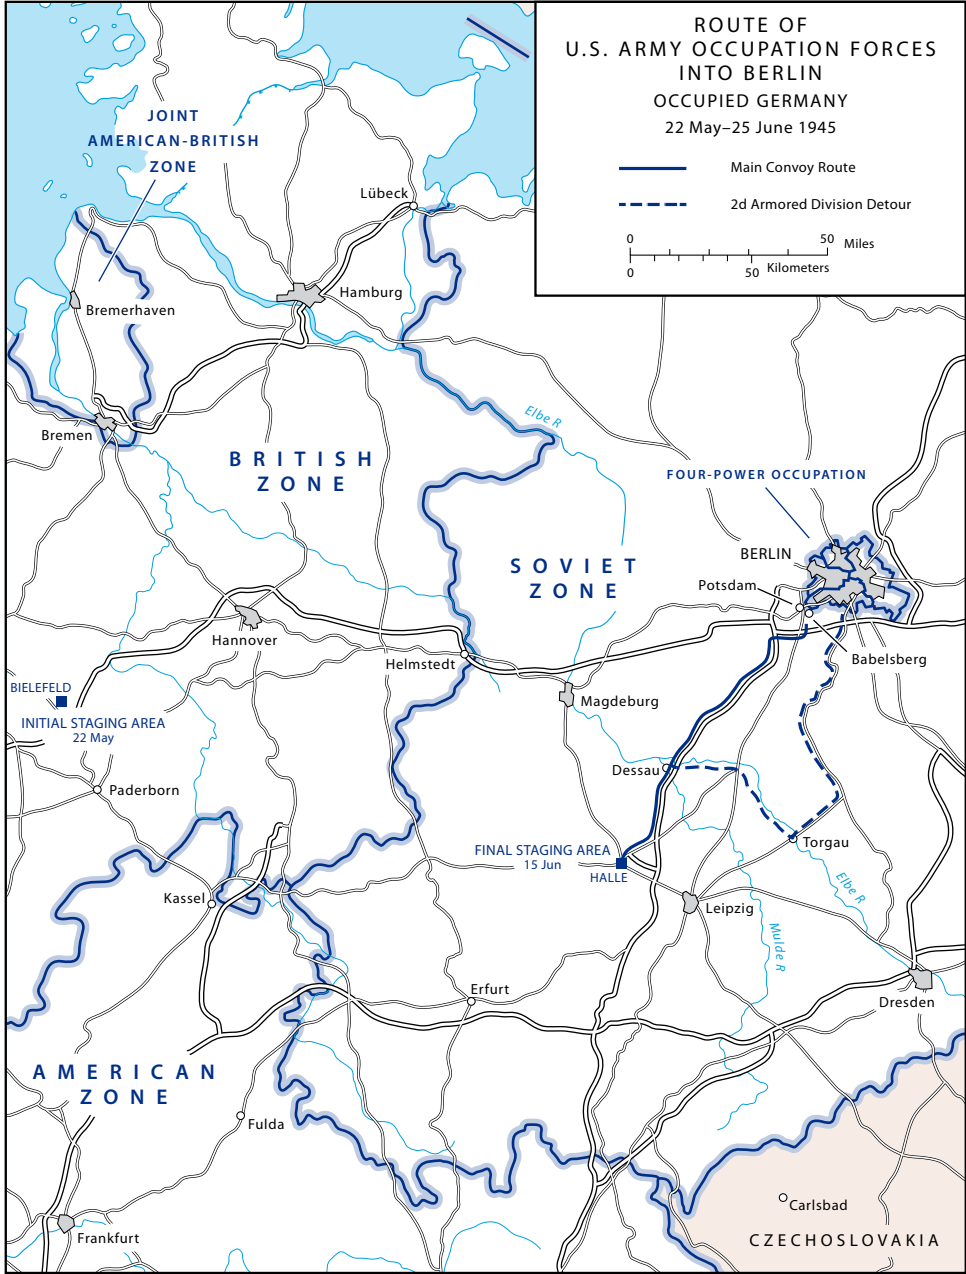 ROUTE OF
U.S. ARMY OCCUPATION FORCES
INTO BERLIN
OCCUPIED GERMANY
22 May–25 June 1945
Main Convoy Route
2d Armored Division Detour
0 50 Miles
0 50 Kilometers
JOINT
AMERICAN-BRITISH
ZONE
Lübeck
Hamburg
Bremerhaven
Bremen
Elbe R
BRITISH
ZONE
FOUR-POWER OCCUPATION
SOVIET
ZONE
BERLIN
Potsdam
Babelsberg
Hannover
Helmstedt
BIELEFELD
INITIAL STAGING AREA
22 May
Magdeburg
Dessau
Paderborn
Torgau
FINAL STAGING AREA
15 Jun
HALLE
Elbe R
Kassel
Leipzig
Mulde R
Erfurt
Dresden
AMERICAN
ZONE
Fulda
Carlsbad
Frankfurt
CZECHOSLOVAKIA